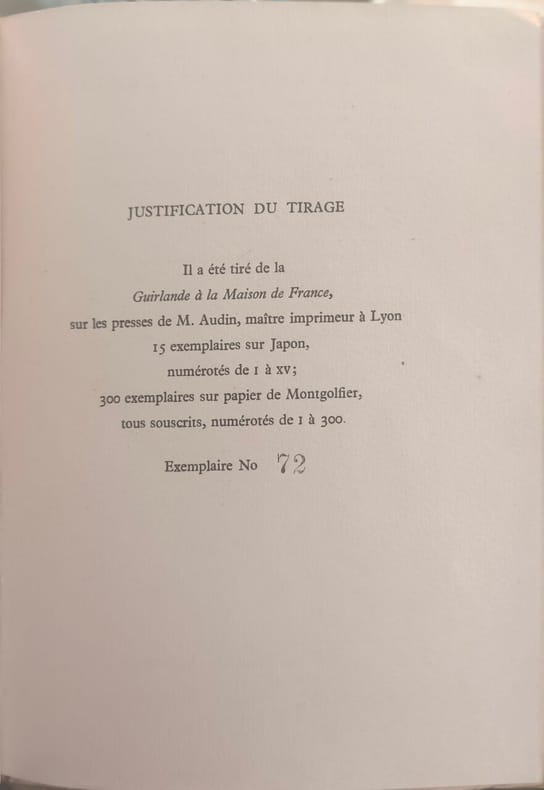 JUSTIFICATION DU TIRAGE
Il a été tiré de la
Guirlande à la Maison de France,
sur les presses de M. Audin, maître imprimeur à Lyon
15 exemplaires sur Japon,
numérotés de I à XV;
300 exemplaires sur papier de Montgolfier,
tous souscrits, numérotés de 1 à 300.
Exemplaire No 72